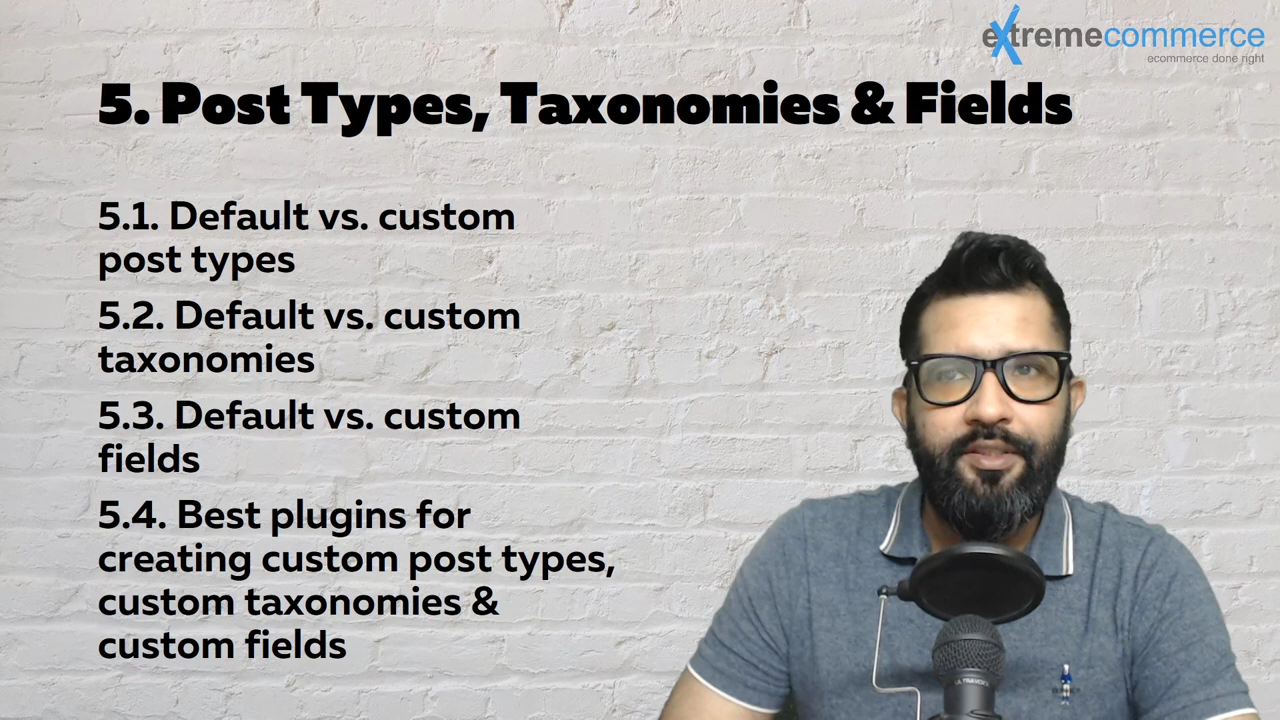 extremecommerce
ecommerce done right
5. Post Types, Taxonomies & Fields
5.1. Default vs. custom
post types
5.2. Default vs. custom
taxonomies
5.3. Default vs. custom
fields
5.4. Best plugins for
creating custom post types,
custom taxonomies &
custom fields